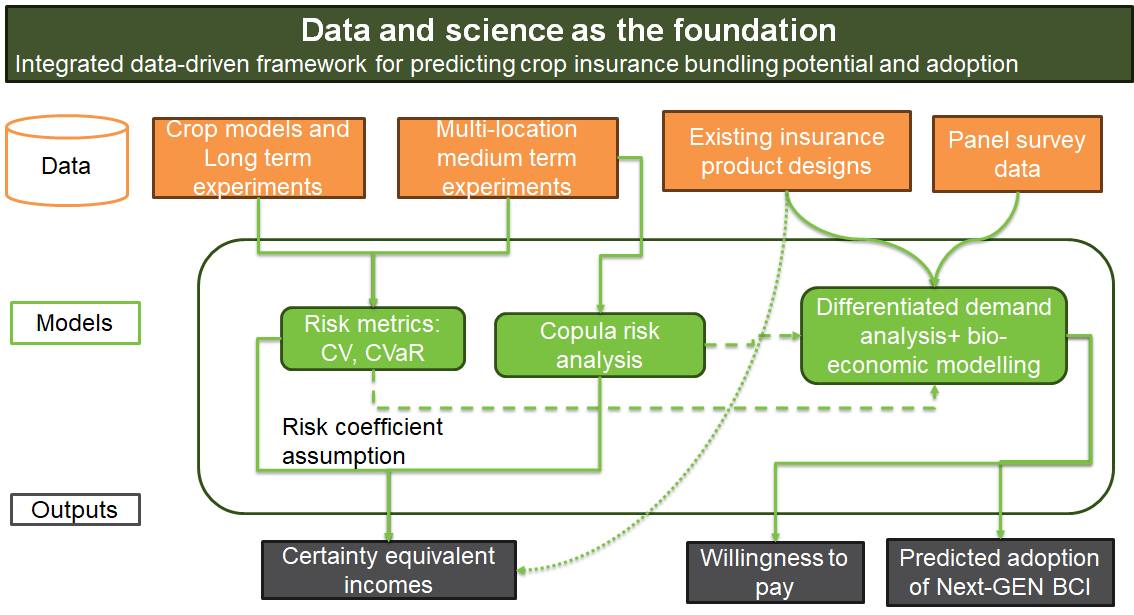 Data and science as the foundation
Integrated data-driven framework for predicting crop insurance bundling potential and adoption
Data
Crop models and
Long term
experiments
Multi-location
medium term
experiments
Existing insurance
product designs
Panel survey
data
Models
Risk metrics:
CV, CVaR
Copula risk
analysis
Differentiated demand
analysis+ bio-
economic modelling
Risk coefficient
assumption
Outputs
Certainty equivalent
incomes
Willingness to
pay
Predicted adoption
of Next-GEN BCI